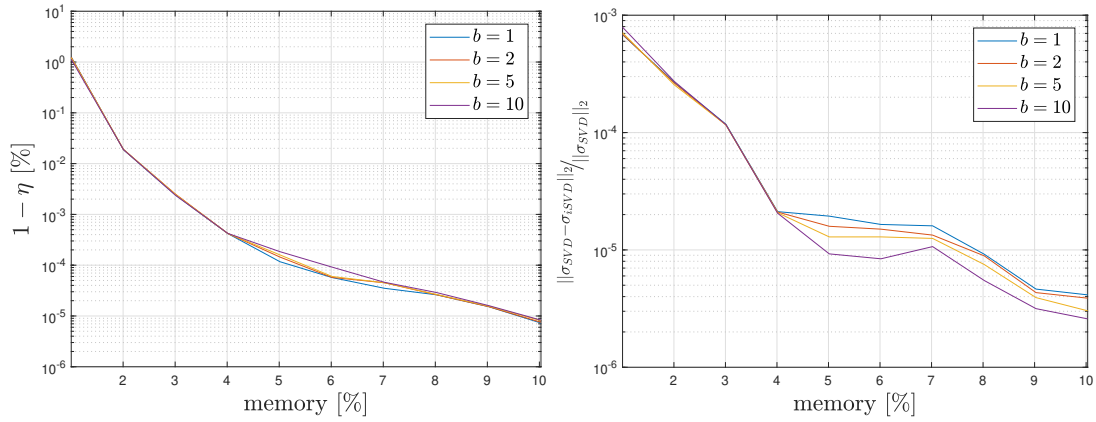 10^1
10^0
10^-1
10^-2
10^-3
10^-4
10^-5
10^-6
1 − η [%]
2 3 4 5 6 7 8 9 10
memory [%]
b = 1
b = 2
b = 5
b = 10
10^-3
10^-4
10^-5
10^-6
||σ_SVD−σ_iSVD||_2/||σ_SVD||_2
2 3 4 5 6 7 8 9 10
memory [%]
b = 1
b = 2
b = 5
b = 10